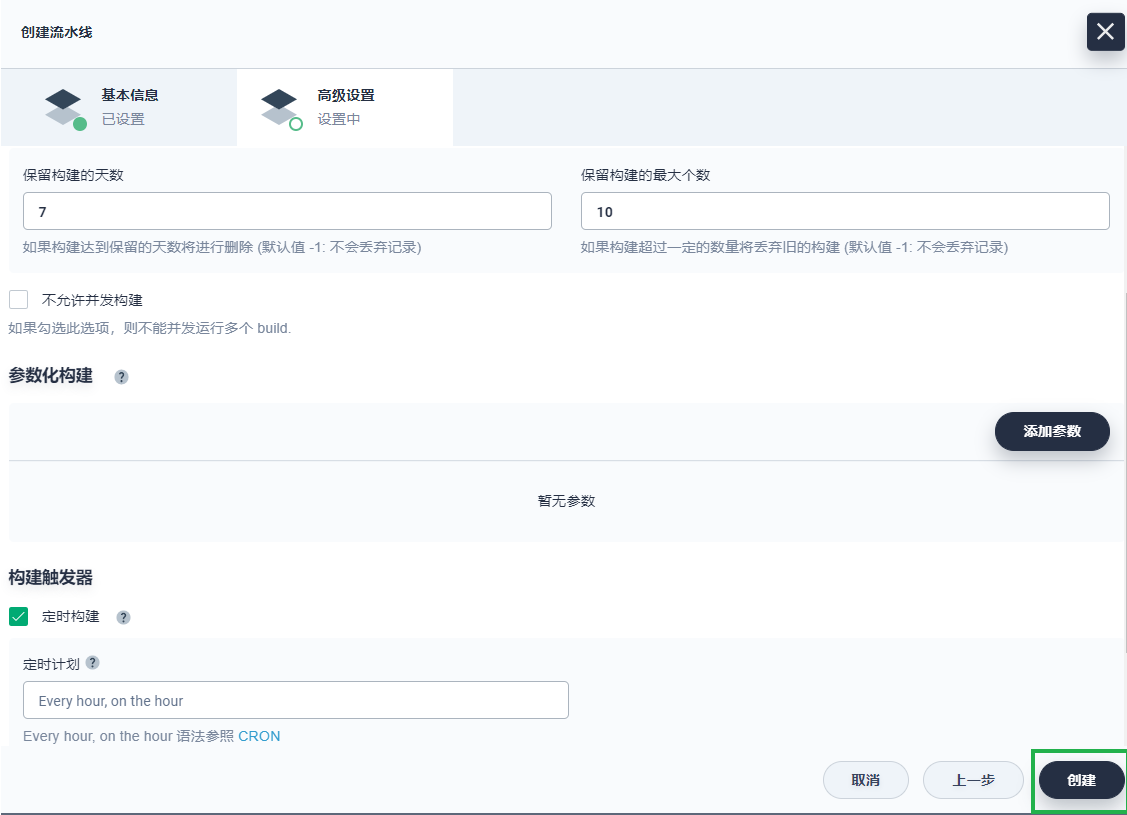 创建流水线
基本信息
已设置
高级设置
设置中
保留构建的天数
保留构建的最大个数
7
10
如果构建达到保留的天数将进行删除 (默认值 -1: 不会丢弃记录)
如果构建超过一定的数量将丢弃旧的构建 (默认值 -1: 不会丢弃记录)
不允许并发构建
如果勾选此选项，则不能并发运行多个 build.
参数化构建 ?
添加参数
暂无参数
构建触发器
定时构建 ?
定时计划 ?
Every hour, on the hour
Every hour, on the hour 语法参照 CRON
取消
上一步
创建